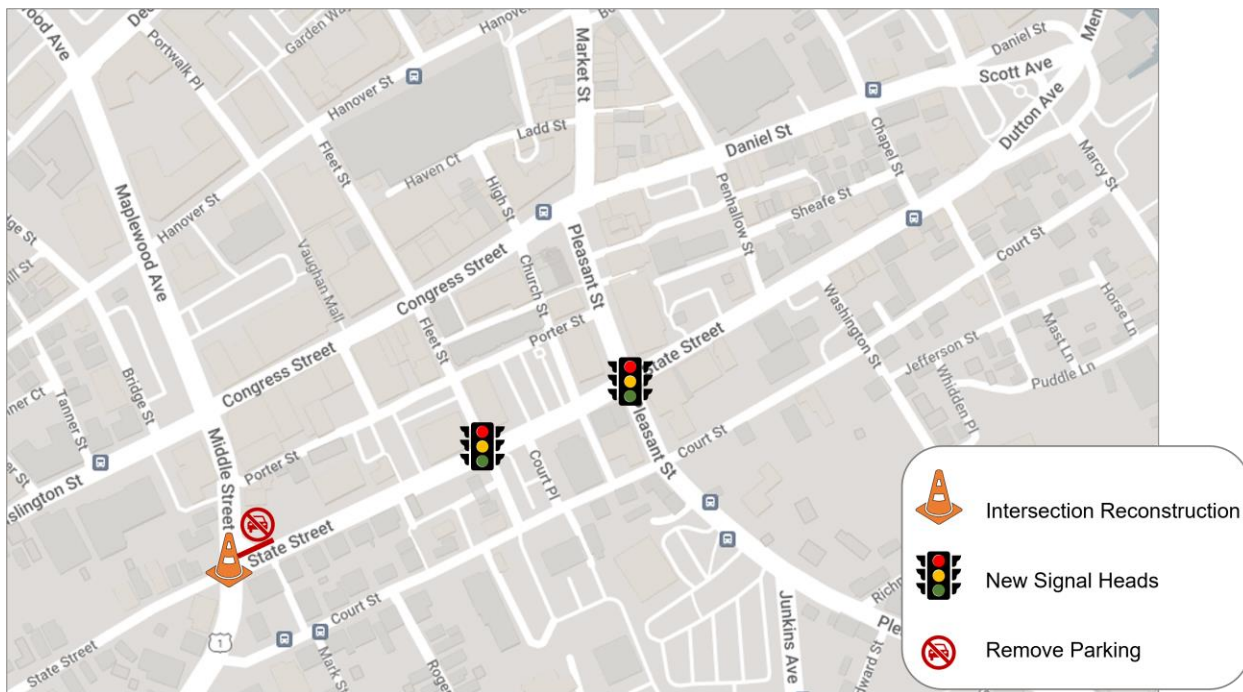 Garden Way
Portwalk Pl
Hanover St
Market St
Daniel St
Scott Ave
Dutton Ave
Ladd St
Haven Ct
Fleet St
High St
Daniel St
Chapel St
Marcy St
Maplewood Ave
Hanover St
Penhallow St
Sheafe St
Court St
Vaughan Mall
Congress Street
Church St
Pleasant St
Horse Ln
Fleet St
Porter St
State Street
Washington St
Jefferson St
Mast Ln
Whidden Pl
Puddle Ln
Tanner St
Bridge St
Congress Street
Middle Street
Porter St
Court Pl
Court St
Pleasant St
State Street
Court St
State Street
1
Mark St
Junkins Ave
Intersection Reconstruction
New Signal Heads
Remove Parking